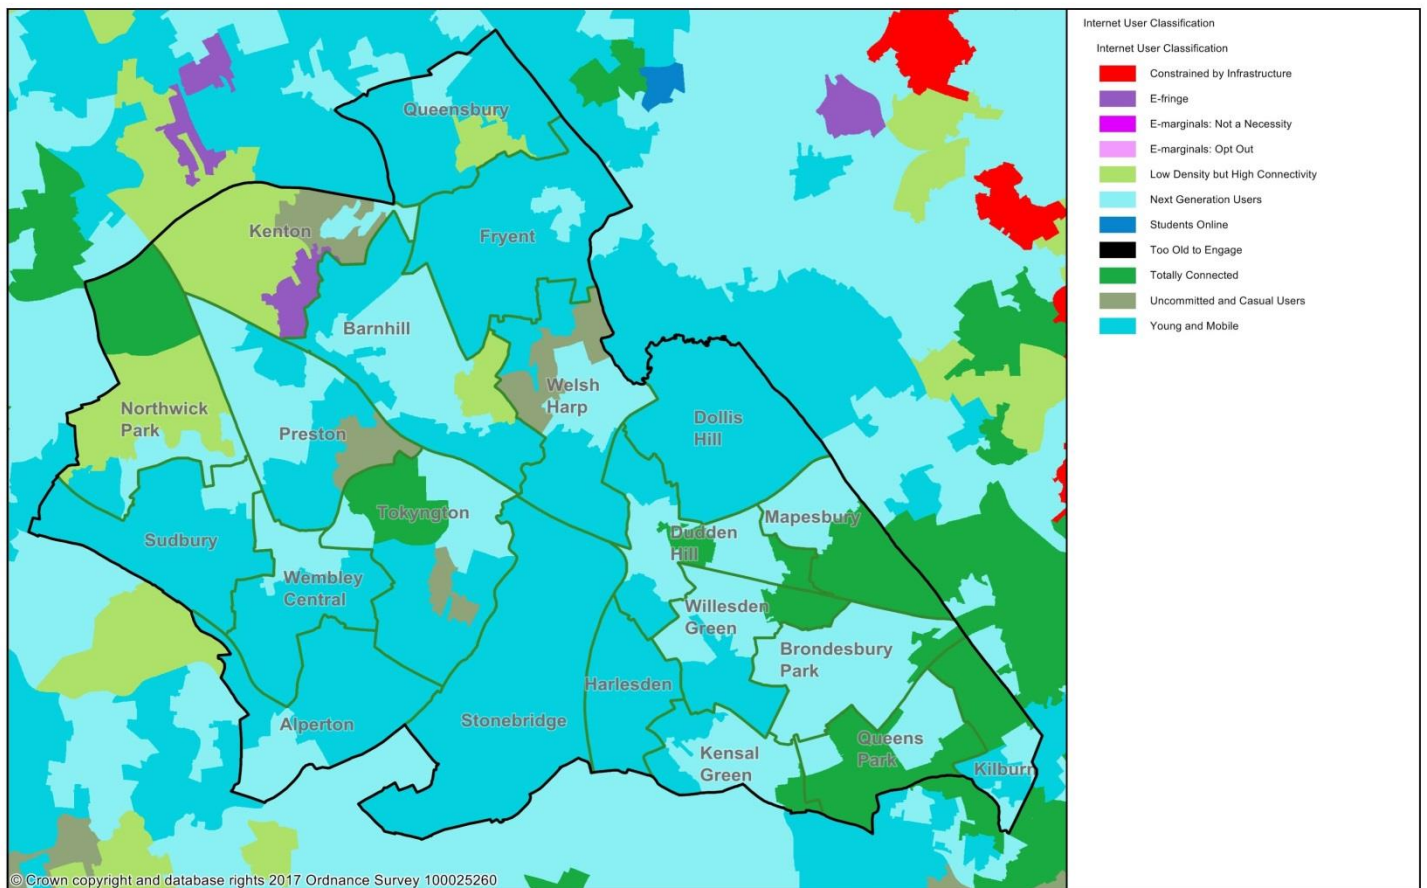 Queensbury
Kenton
Fryent
Barnhill
Northwick
Park
Welsh
Harp
Preston
Dollis
Hill
Tokyngton
Mapesbury
Sudbury
Dudden
Hill
Wembley
Central
Willesden
Green
Brondesbury
Park
Harlesden
Stonebridge
Alperton
Kensal
Green
Queens
Park
Kilburn
© Crown copyright and database rights 2017 Ordnance Survey 100025260
Internet User Classification
Internet User Classification
Constrained by Infrastructure
E-fringe
E-marginals: Not a Necessity
E-marginals: Opt Out
Low Density but High Connectivity
Next Generation Users
Students Online
Too Old to Engage
Totally Connected
Uncommitted and Casual Users
Young and Mobile